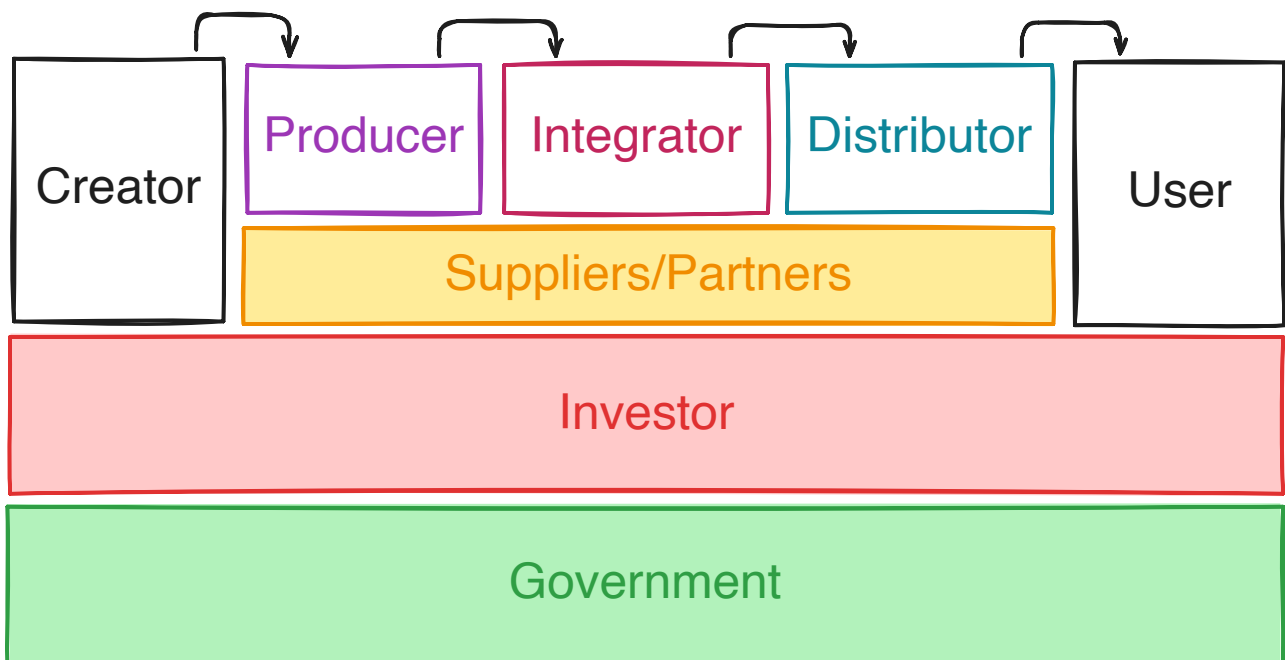 Creator
Producer
Integrator
Distributor
User
Suppliers/Partners
Investor
Government